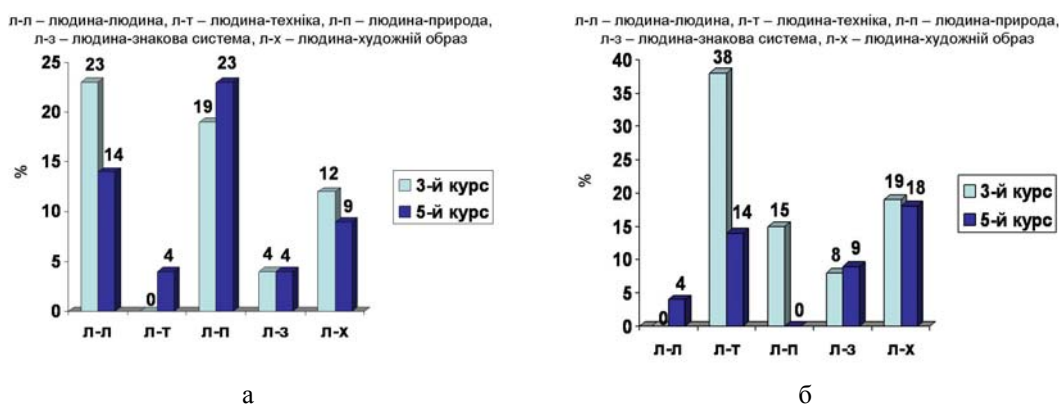 л-л – людина-людина, л-т – людина-техніка, л-п – людина-природа,
л-з – людина-знакова система, л-х – людина-художній образ
25
20
15
10
5
0
%
23
14
0
4
19
23
4
4
12
9
л-л
л-т
л-п
л-з
л-х
3-й курс
5-й курс
а
л-л – людина-людина, л-т – людина-техніка, л-п – людина-природа,
л-з – людина-знакова система, л-х – людина-художній образ
40
35
30
25
20
15
10
5
0
%
0
4
38
14
15
0
8
9
19
18
л-л
л-т
л-п
л-з
л-х
3-й курс
5-й курс
б